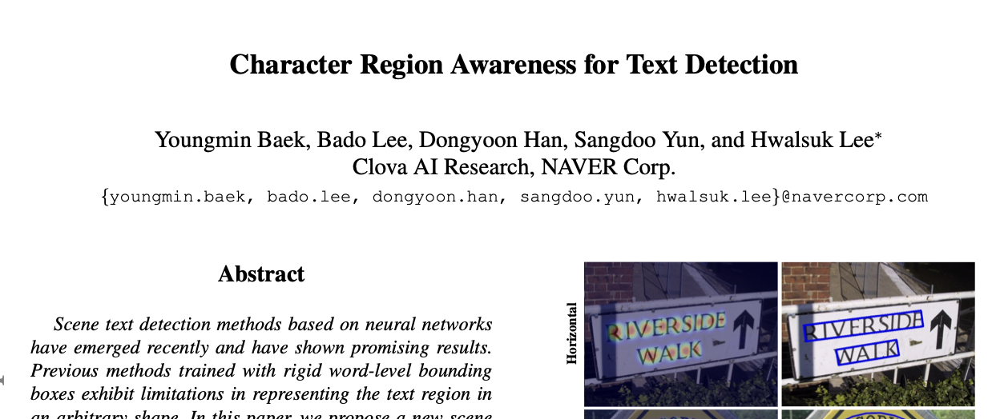 Character Region Awareness for Text Detection
Youngmin Baek, Bado Lee, Dongyoon Han, Sangdoo Yun, and Hwalsuk Lee*
Clova AI Research, NAVER Corp.
{youngmin.baek, bado.lee, dongyoon.han, sangdoo.yun, hwalsuk.lee}@navercorp.com
Abstract
Scene text detection methods based on neural networks
have emerged recently and have shown promising results.
Previous methods trained with rigid word-level bounding
boxes exhibit limitations in representing the text region in
an arbitrary shape. In this paper, we propose a new scene
Horizontal
RIVERSIDE
WALK
RIVERSIDE
WALK